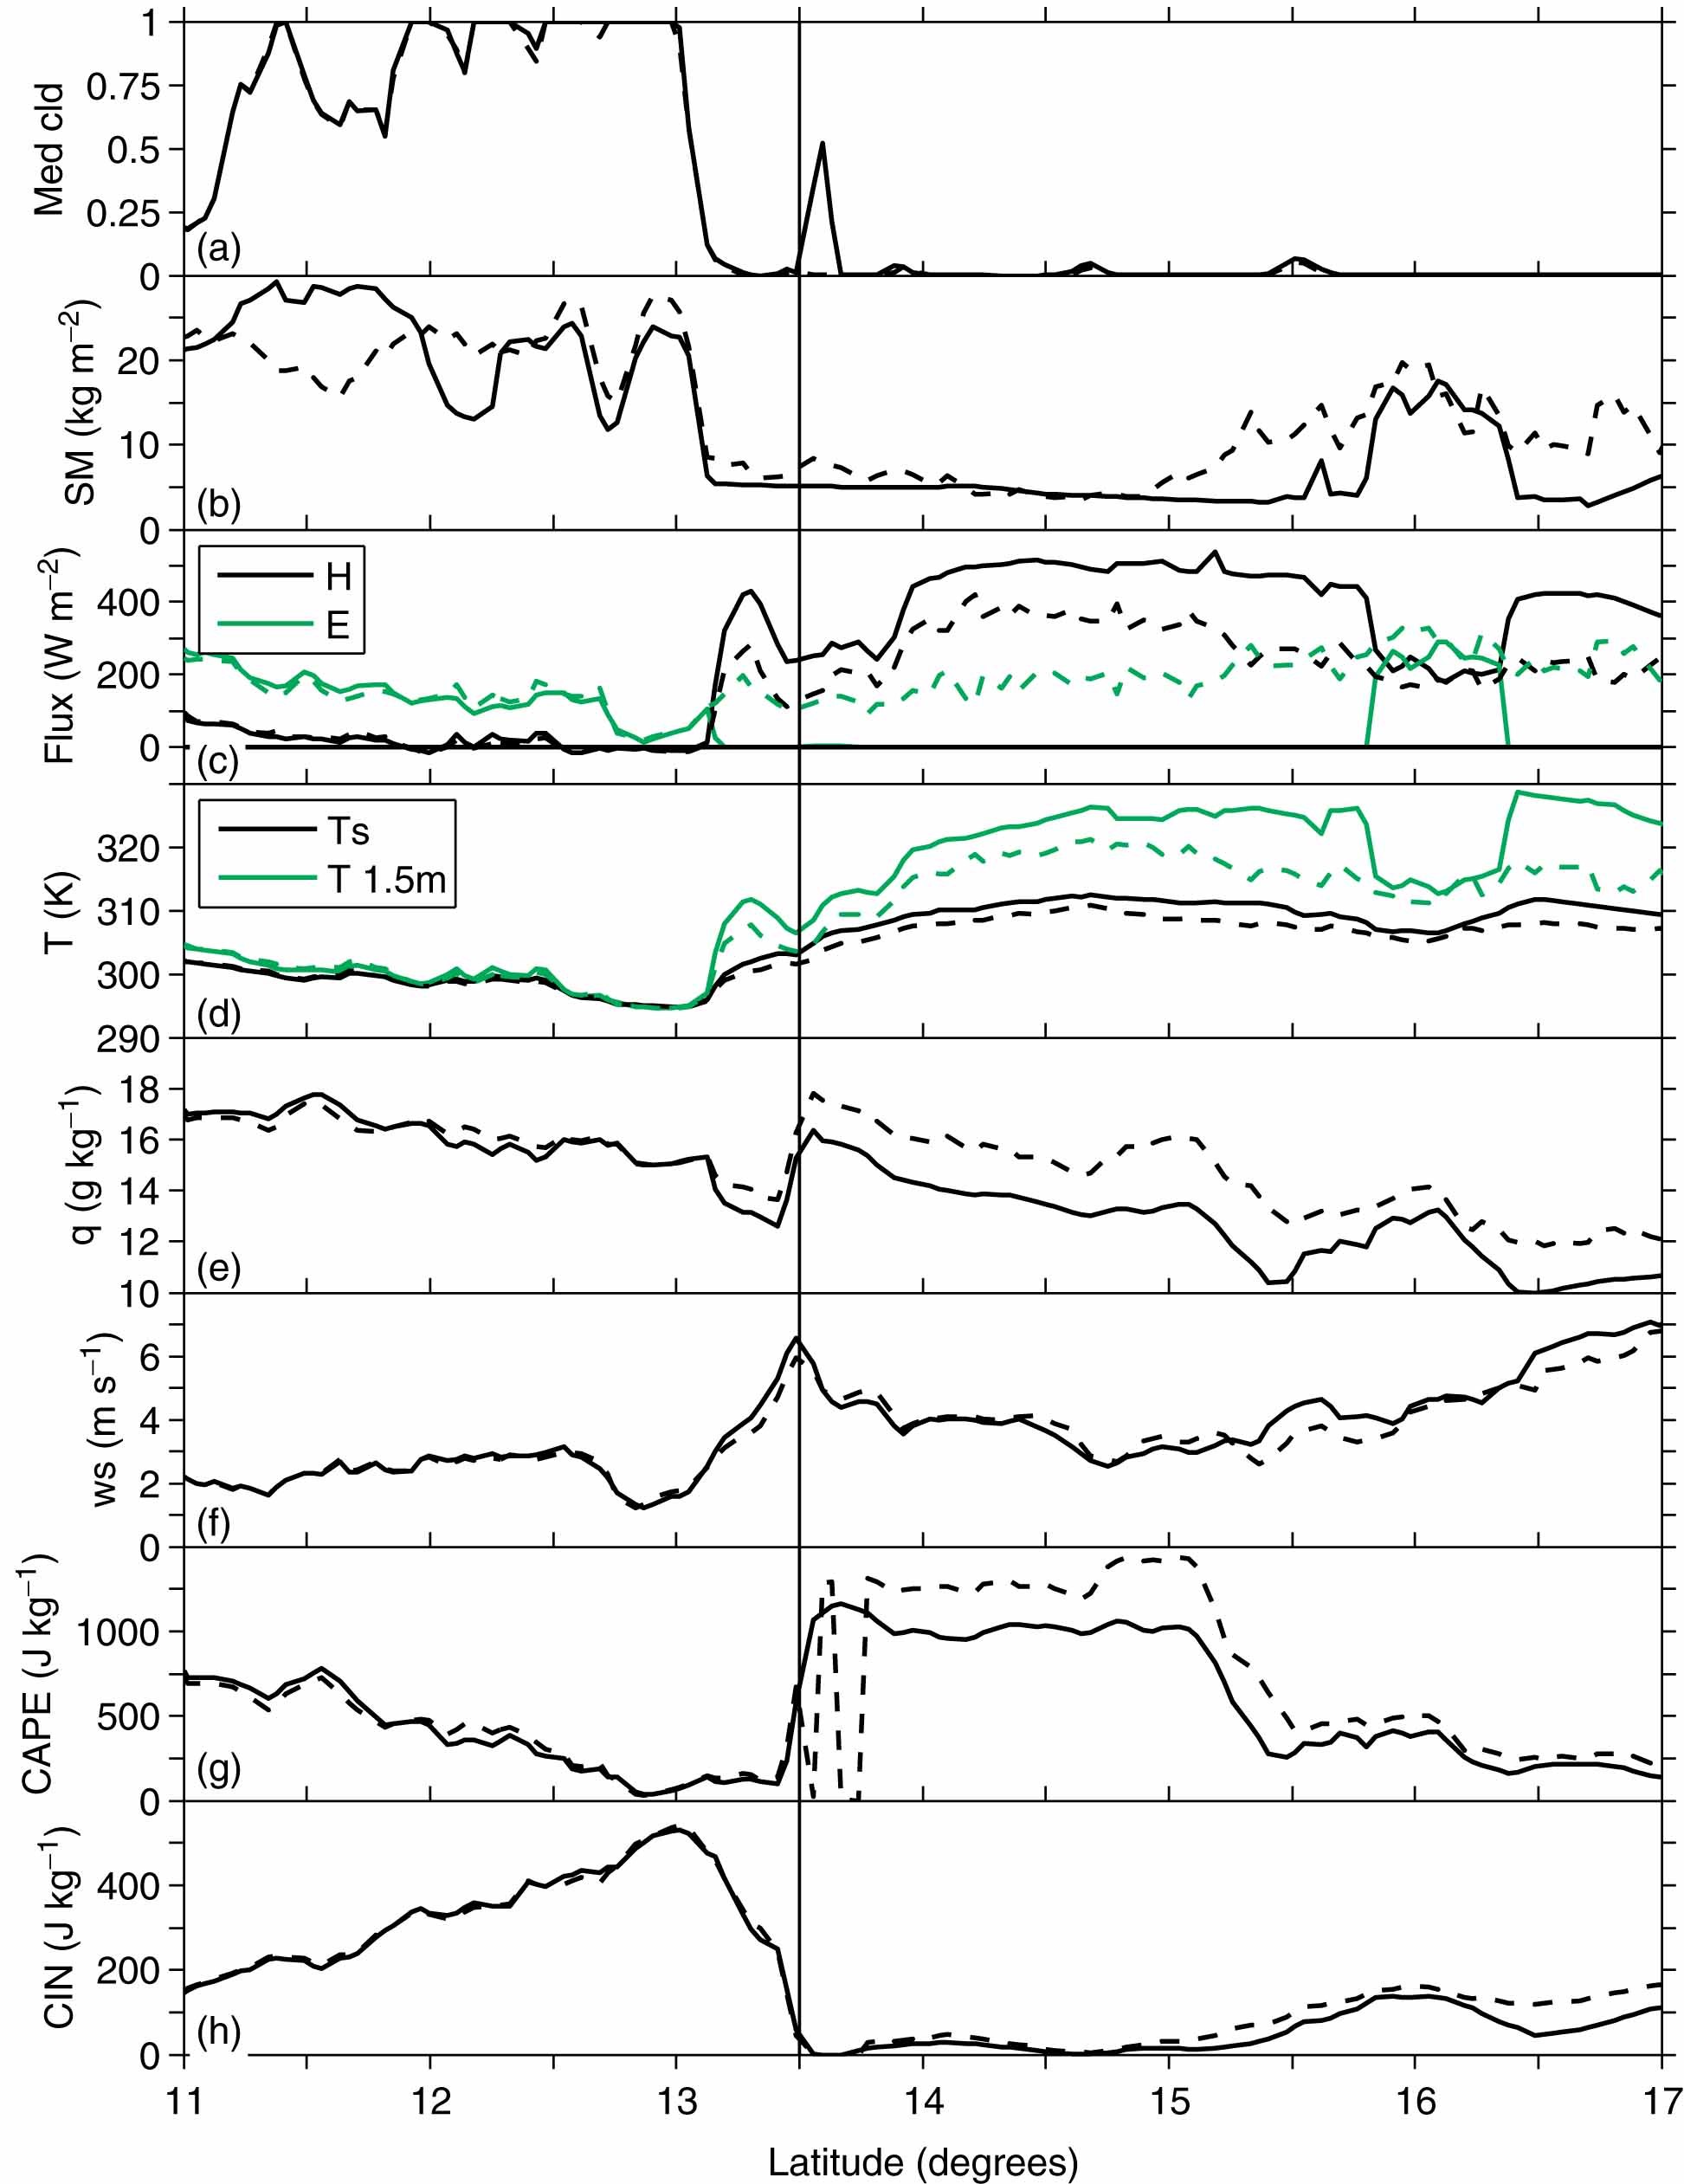 1
0.75
0.5
0.25
0
Med cld
(a)
20
10
0
SM (kg m⁻²)
(b)
H
E
400
200
0
Flux (W m⁻²)
(c)
Ts
T 1.5m
320
310
300
290
T (K)
(d)
18
16
14
12
10
q (g kg⁻¹)
(e)
6
4
2
0
ws (m s⁻¹)
(f)
1000
500
0
CAPE (J kg⁻¹)
(g)
400
200
0
CIN (J kg⁻¹)
(h)
11 12 13 14 15 16 17
Latitude (degrees)